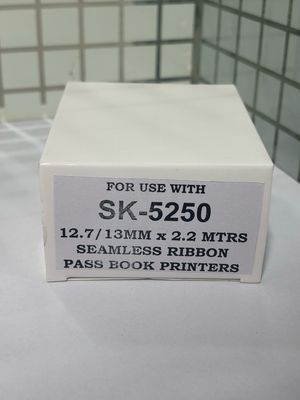 FOR USE WITH
SK-5250
12.7/13MM x 2.2 MTRS
SEAMLESS RIBBON
PASS BOOK PRINTERS